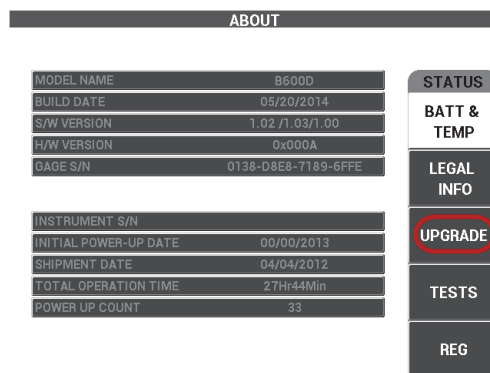 ABOUT
MODEL NAME B600D
BUILD DATE 05/20/2014
S/W VERSION 1.02 /1.03/1.00
H/W VERSION 0x000A
GAGE S/N 0138-D8E8-7189-6FFE
INSTRUMENT S/N
INITIAL POWER-UP DATE 00/00/2013
SHIPMENT DATE 04/04/2012
TOTAL OPERATION TIME 27Hr44Min
POWER UP COUNT 33
STATUS
BATT &
TEMP
LEGAL
INFO
UPGRADE
TESTS
REG